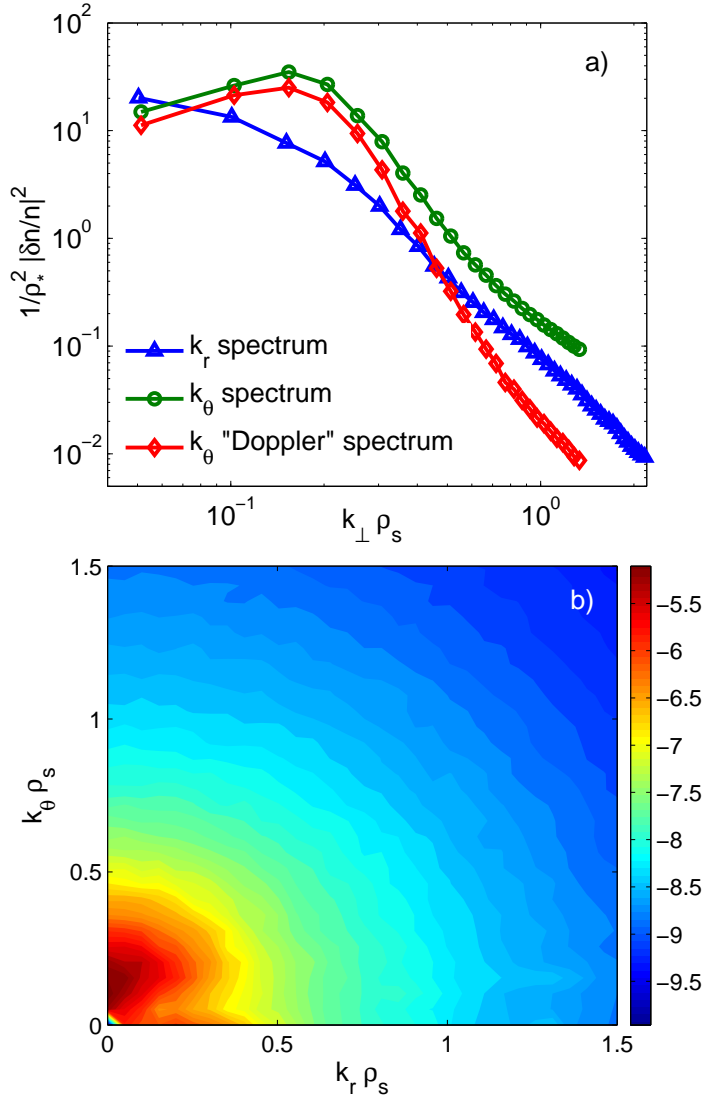 a)
10^2
10^1
10^0
10^{-1}
10^{-2}
1/ρ_*^2 |δn/n|^2
k_r spectrum
k_θ spectrum
k_θ "Doppler" spectrum
10^{-1}
10^0
k_⊥ ρ_s
b)
1.5
1
0.5
0
k_θ ρ_s
0
0.5
1
1.5
k_r ρ_s
−5.5
−6
−6.5
−7
−7.5
−8
−8.5
−9
−9.5